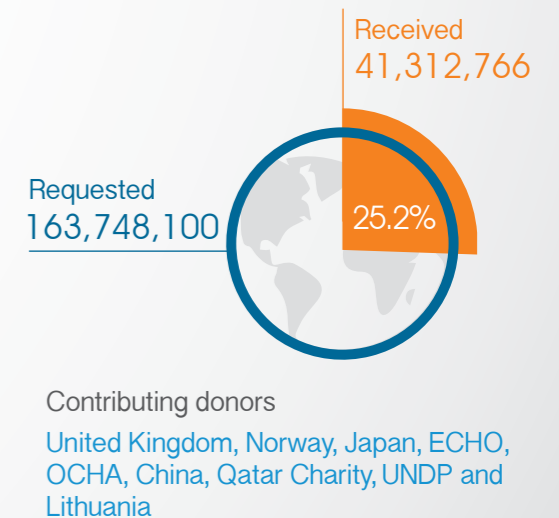 Received
41,312,766
Requested
163,748,100
25.2%
Contributing donors
United Kingdom, Norway, Japan, ECHO,
OCHA, China, Qatar Charity, UNDP and
Lithuania